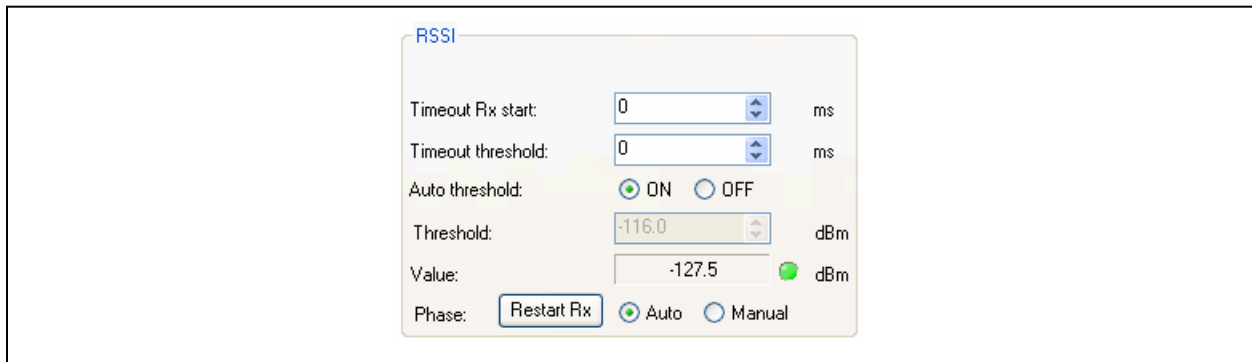 RSSI
Timeout Rx start: 0 ms
Timeout threshold: 0 ms
Auto threshold: ON OFF
Threshold: -116.0 dBm
Value: -127.5 dBm
Phase: Restart Rx Auto Manual